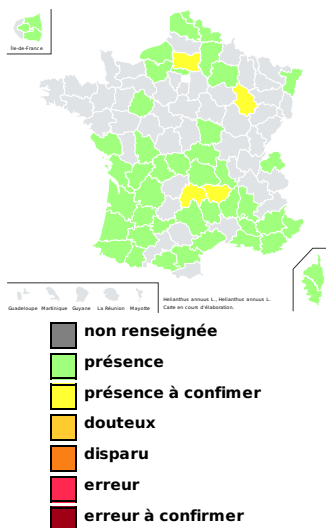 Île-de-France
Guadeloupe Martinique Guyane La Réunion Mayotte
Helianthus annuus L., Helianthus annuus L.
Carte en cours d'élaboration.
non renseignée
présence
présence à confimer
douteux
disparu
erreur
erreur à confirmer